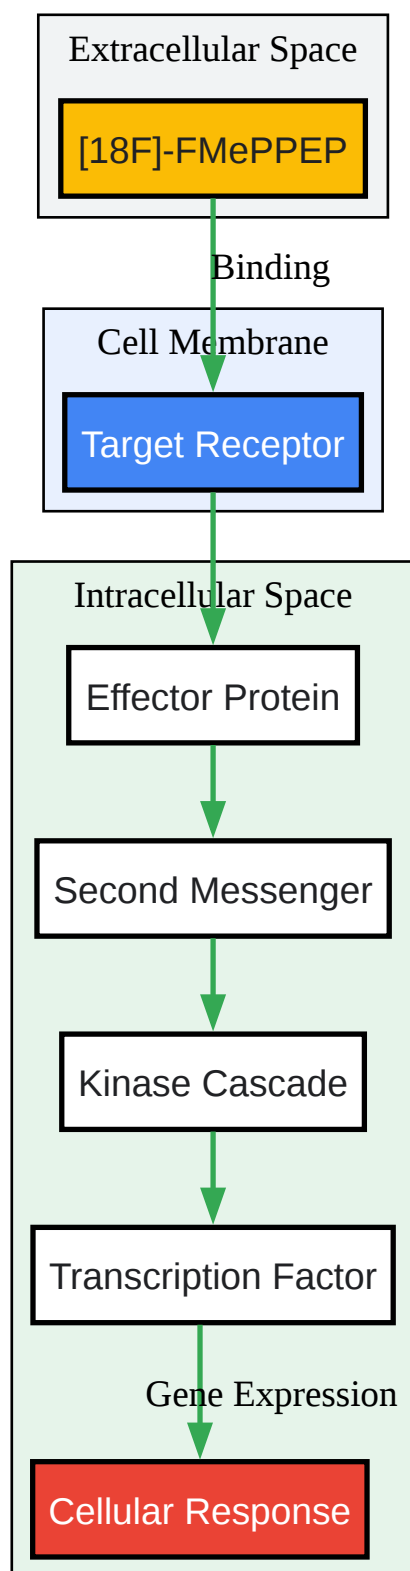 Extracellular Space
[18F]-FMePPEP
Binding
Cell Membrane
Target Receptor
Intracellular Space
Effector Protein
Second Messenger
Kinase Cascade
Transcription Factor
Gene Expression
Cellular Response